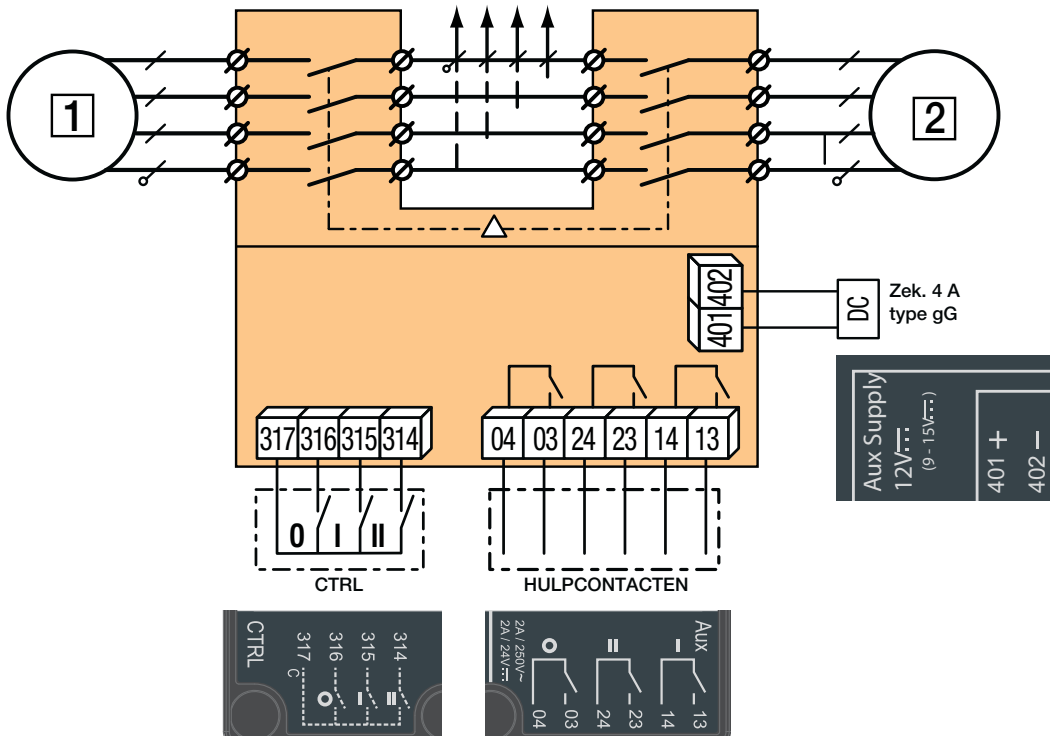 1
2
402
401
DC
Zek. 4 A
type gG
317 316 315 314
04 03 24 23 14 13
0 I II
CTRL
HULPCONTACTEN
Aux Supply
12V
(9 - 15V)
401 +
402 –
CTRL
317 316 315 314
C
O I II
2A / 250V~
2A / 24V
Aux
O II I
04 03 24 23 14 13